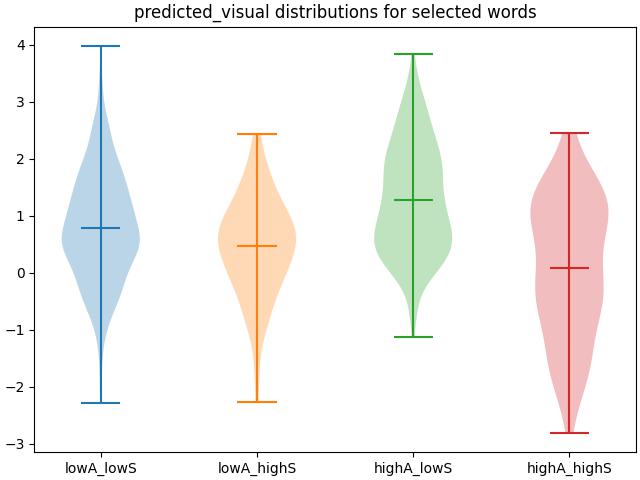 predicted_visual distributions for selected words
4
3
2
1
0
−1
−2
−3
lowA_lowS
lowA_highS
highA_lowS
highA_highS